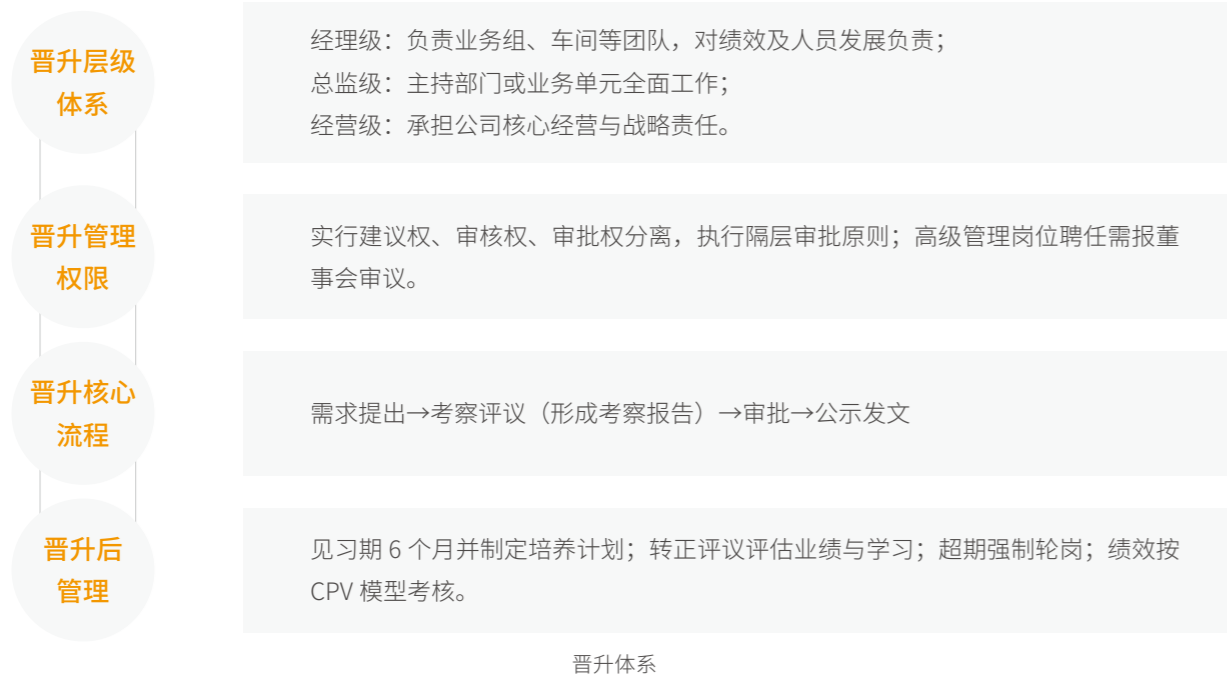 晋升层级
体系
经理级：负责业务组、车间等团队，对绩效及人员发展负责；
总监级：主持部门或业务单元全面工作；
经营级：承担公司核心经营与战略责任。
晋升管理
权限
实行建议权、审核权、审批权分离，执行隔层审批原则；高级管理岗位聘任需报董
事会审议。
晋升核心
流程
需求提出→考察评议（形成考察报告）→审批→公示发文
晋升后
管理
见习期 6 个月并制定培养计划；转正评议评估业绩与学习；超期强制轮岗；绩效按
CPV 模型考核。
晋升体系